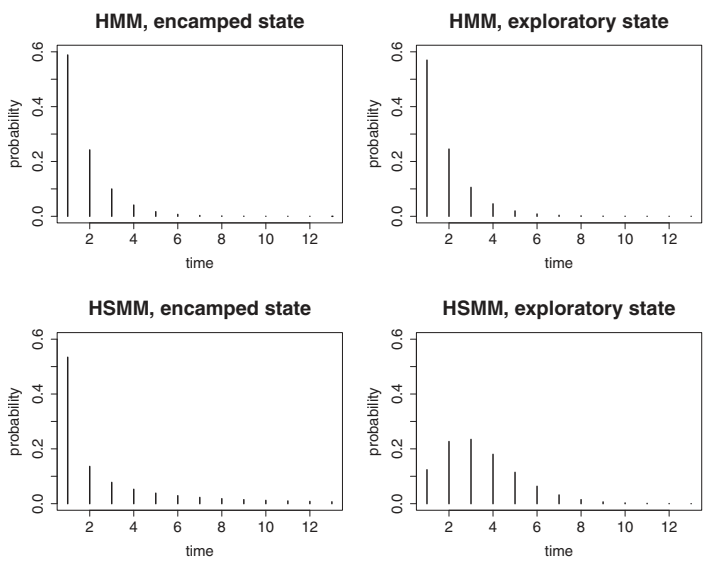 HMM, encamped state
probability
0.0 0.2 0.4 0.6
2 4 6 8 10 12
time
HMM, exploratory state
probability
0.0 0.2 0.4 0.6
2 4 6 8 10 12
time
HSMM, encamped state
probability
0.0 0.2 0.4 0.6
2 4 6 8 10 12
time
HSMM, exploratory state
probability
0.0 0.2 0.4 0.6
2 4 6 8 10 12
time